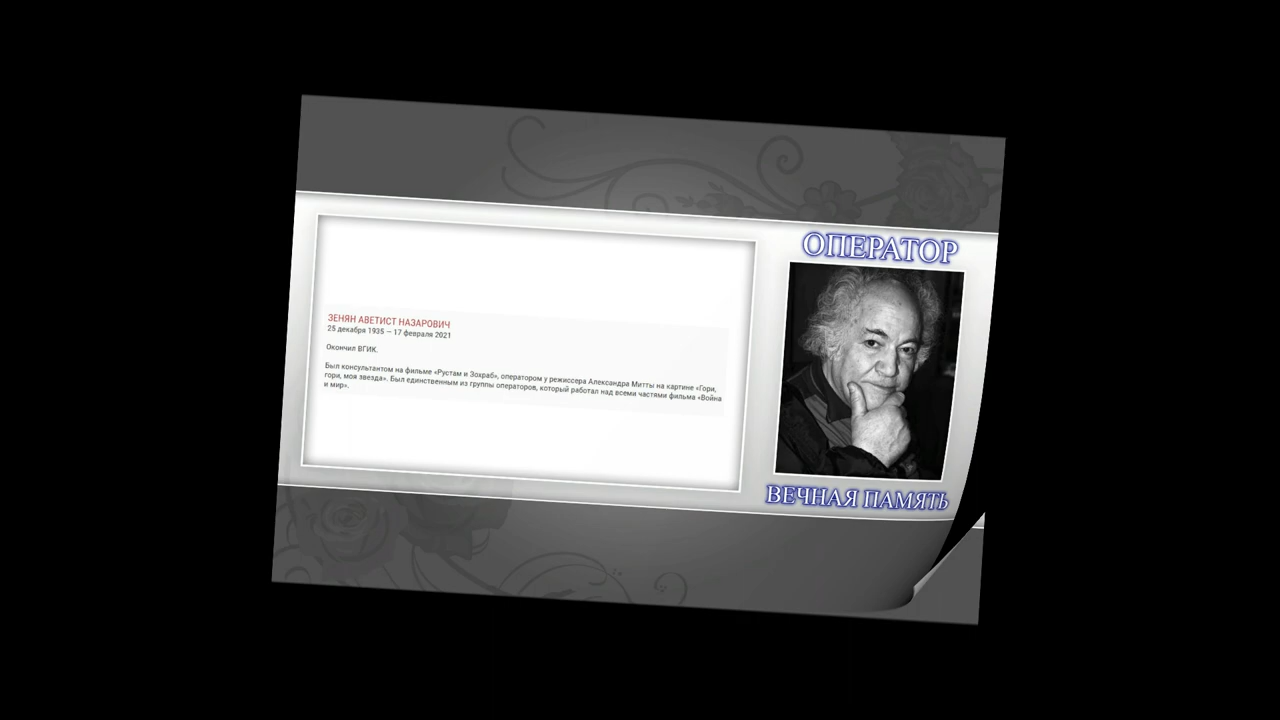 ОПЕРАТОР
ЗЕНЯН АВЕТИСТ НАЗАРОВИЧ
25 декабря 1935 — 17 февраля 2021
Окончил ВГИК.
Был консультантом на фильме «Рустам и Зохраб», оператором у режиссера Александра Митты на картине «Гори,
гори, моя звезда». Был единственным из группы операторов, который работал над всеми частями фильма «Война
и мир».
ВЕЧНАЯ ПАМЯТЬ